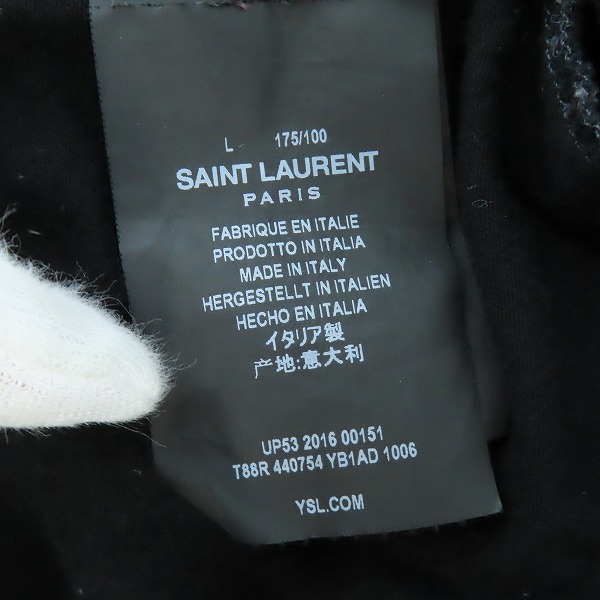 L 175/100
SAINT LAURENT
PARIS
FABRIQUE EN ITALIE
PRODOTTO IN ITALIA
MADE IN ITALY
HERGESTELLT IN ITALIEN
HECHO EN ITALIA
イタリア製
产地:意大利
UP53 2016 00151
T88R 440754 YB1AD 1006
YSL.COM